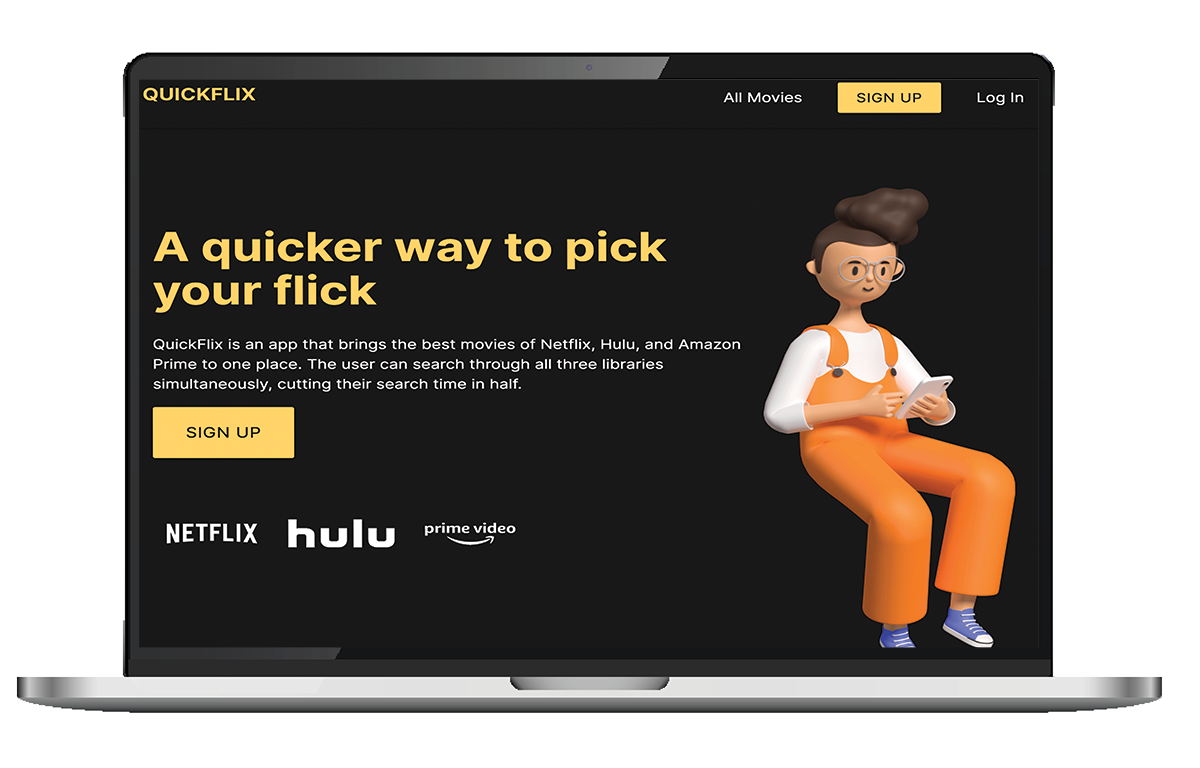 QUICKFLIX
All Movies
SIGN UP
Log In
A quicker way to pick
your flick
QuickFlix is an app that brings the best movies of Netflix, Hulu, and Amazon
Prime to one place. The user can search through all three libraries
simultaneously, cutting their search time in half.
SIGN UP
NETFLIX
hulu
prime video